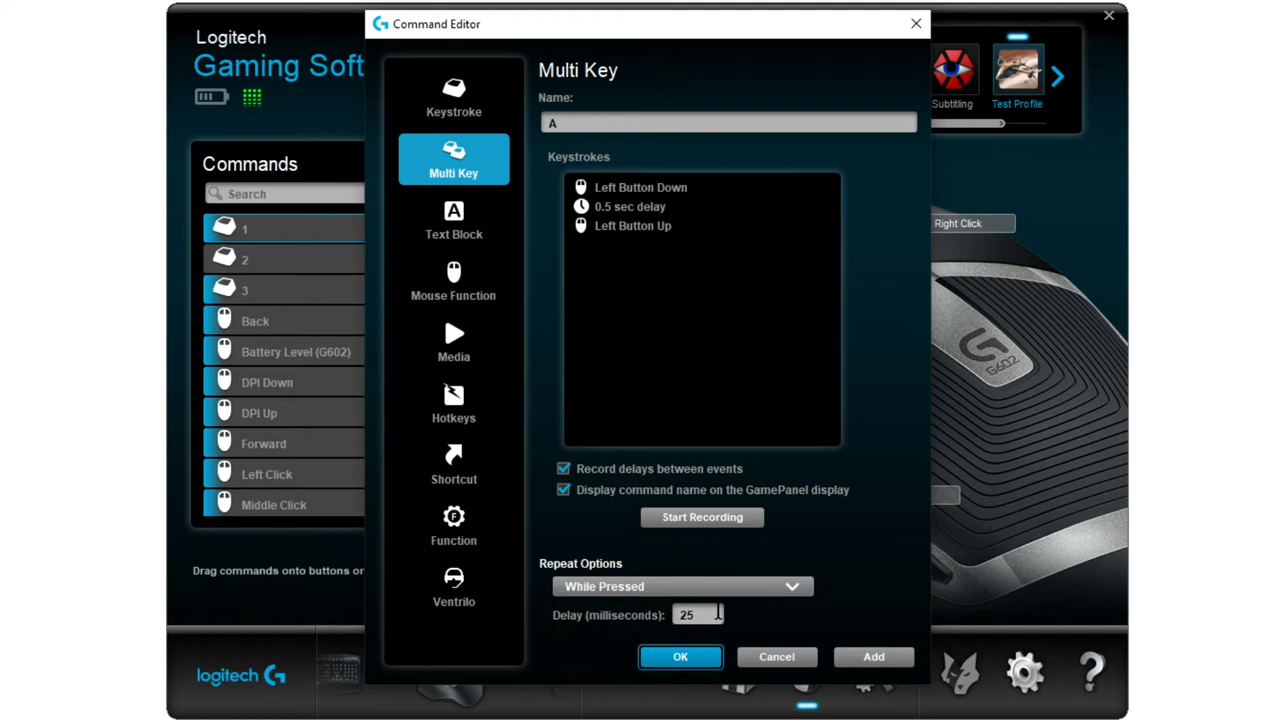 Command Editor
Logitech
Gaming Soft
Commands
Search
1
2
3
Back
Battery Level (G602)
DPI Down
DPI Up
Forward
Left Click
Middle Click
Drag commands onto buttons or
logitech G
Keystroke
Multi Key
Text Block
Mouse Function
Media
Hotkeys
Shortcut
Function
Ventrilo
Multi Key
Name:
A
Keystrokes
Left Button Down
0.5 sec delay
Left Button Up
Record delays between events
Display command name on the GamePanel display
Start Recording
Repeat Options
While Pressed
Delay (milliseconds): 25
OK Cancel Add
Subtitling Test Profile
Right Click
G602